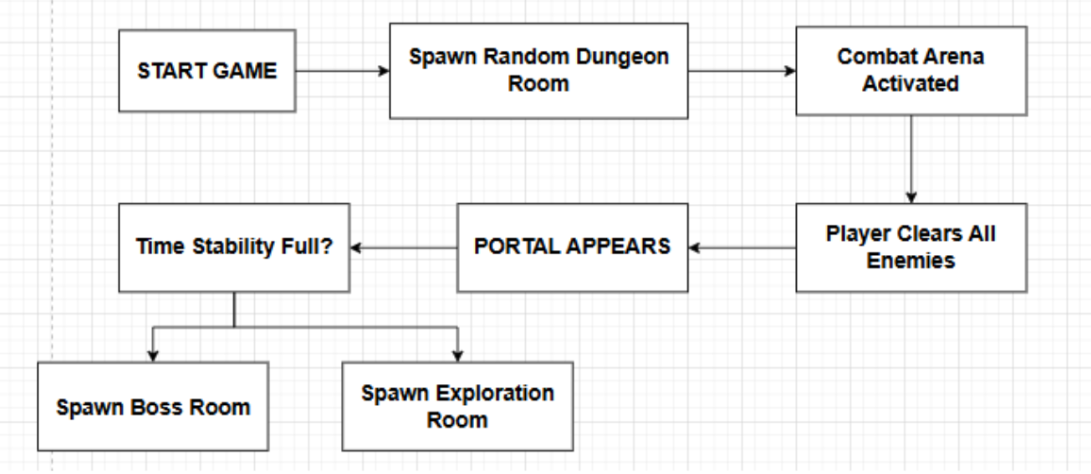 START GAME
Spawn Random Dungeon
Room
Combat Arena
Activated
Player Clears All
Enemies
PORTAL APPEARS
Time Stability Full?
Spawn Boss Room
Spawn Exploration
Room